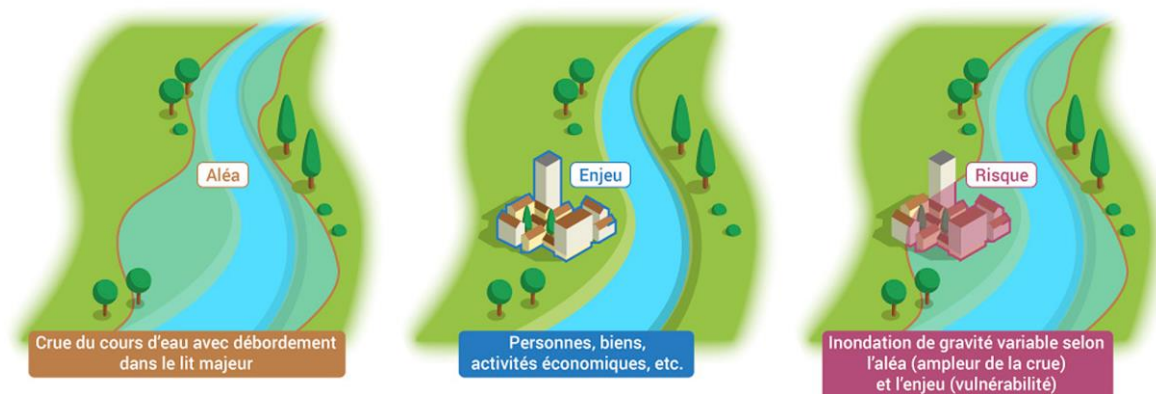 Aléa
Crue du cours d'eau avec débordement
dans le lit majeur
Enjeu
Personnes, biens,
activités économiques, etc.
Risque
Inondation de gravité variable selon
l'aléa (ampleur de la crue)
et l'enjeu (vulnérabilité)